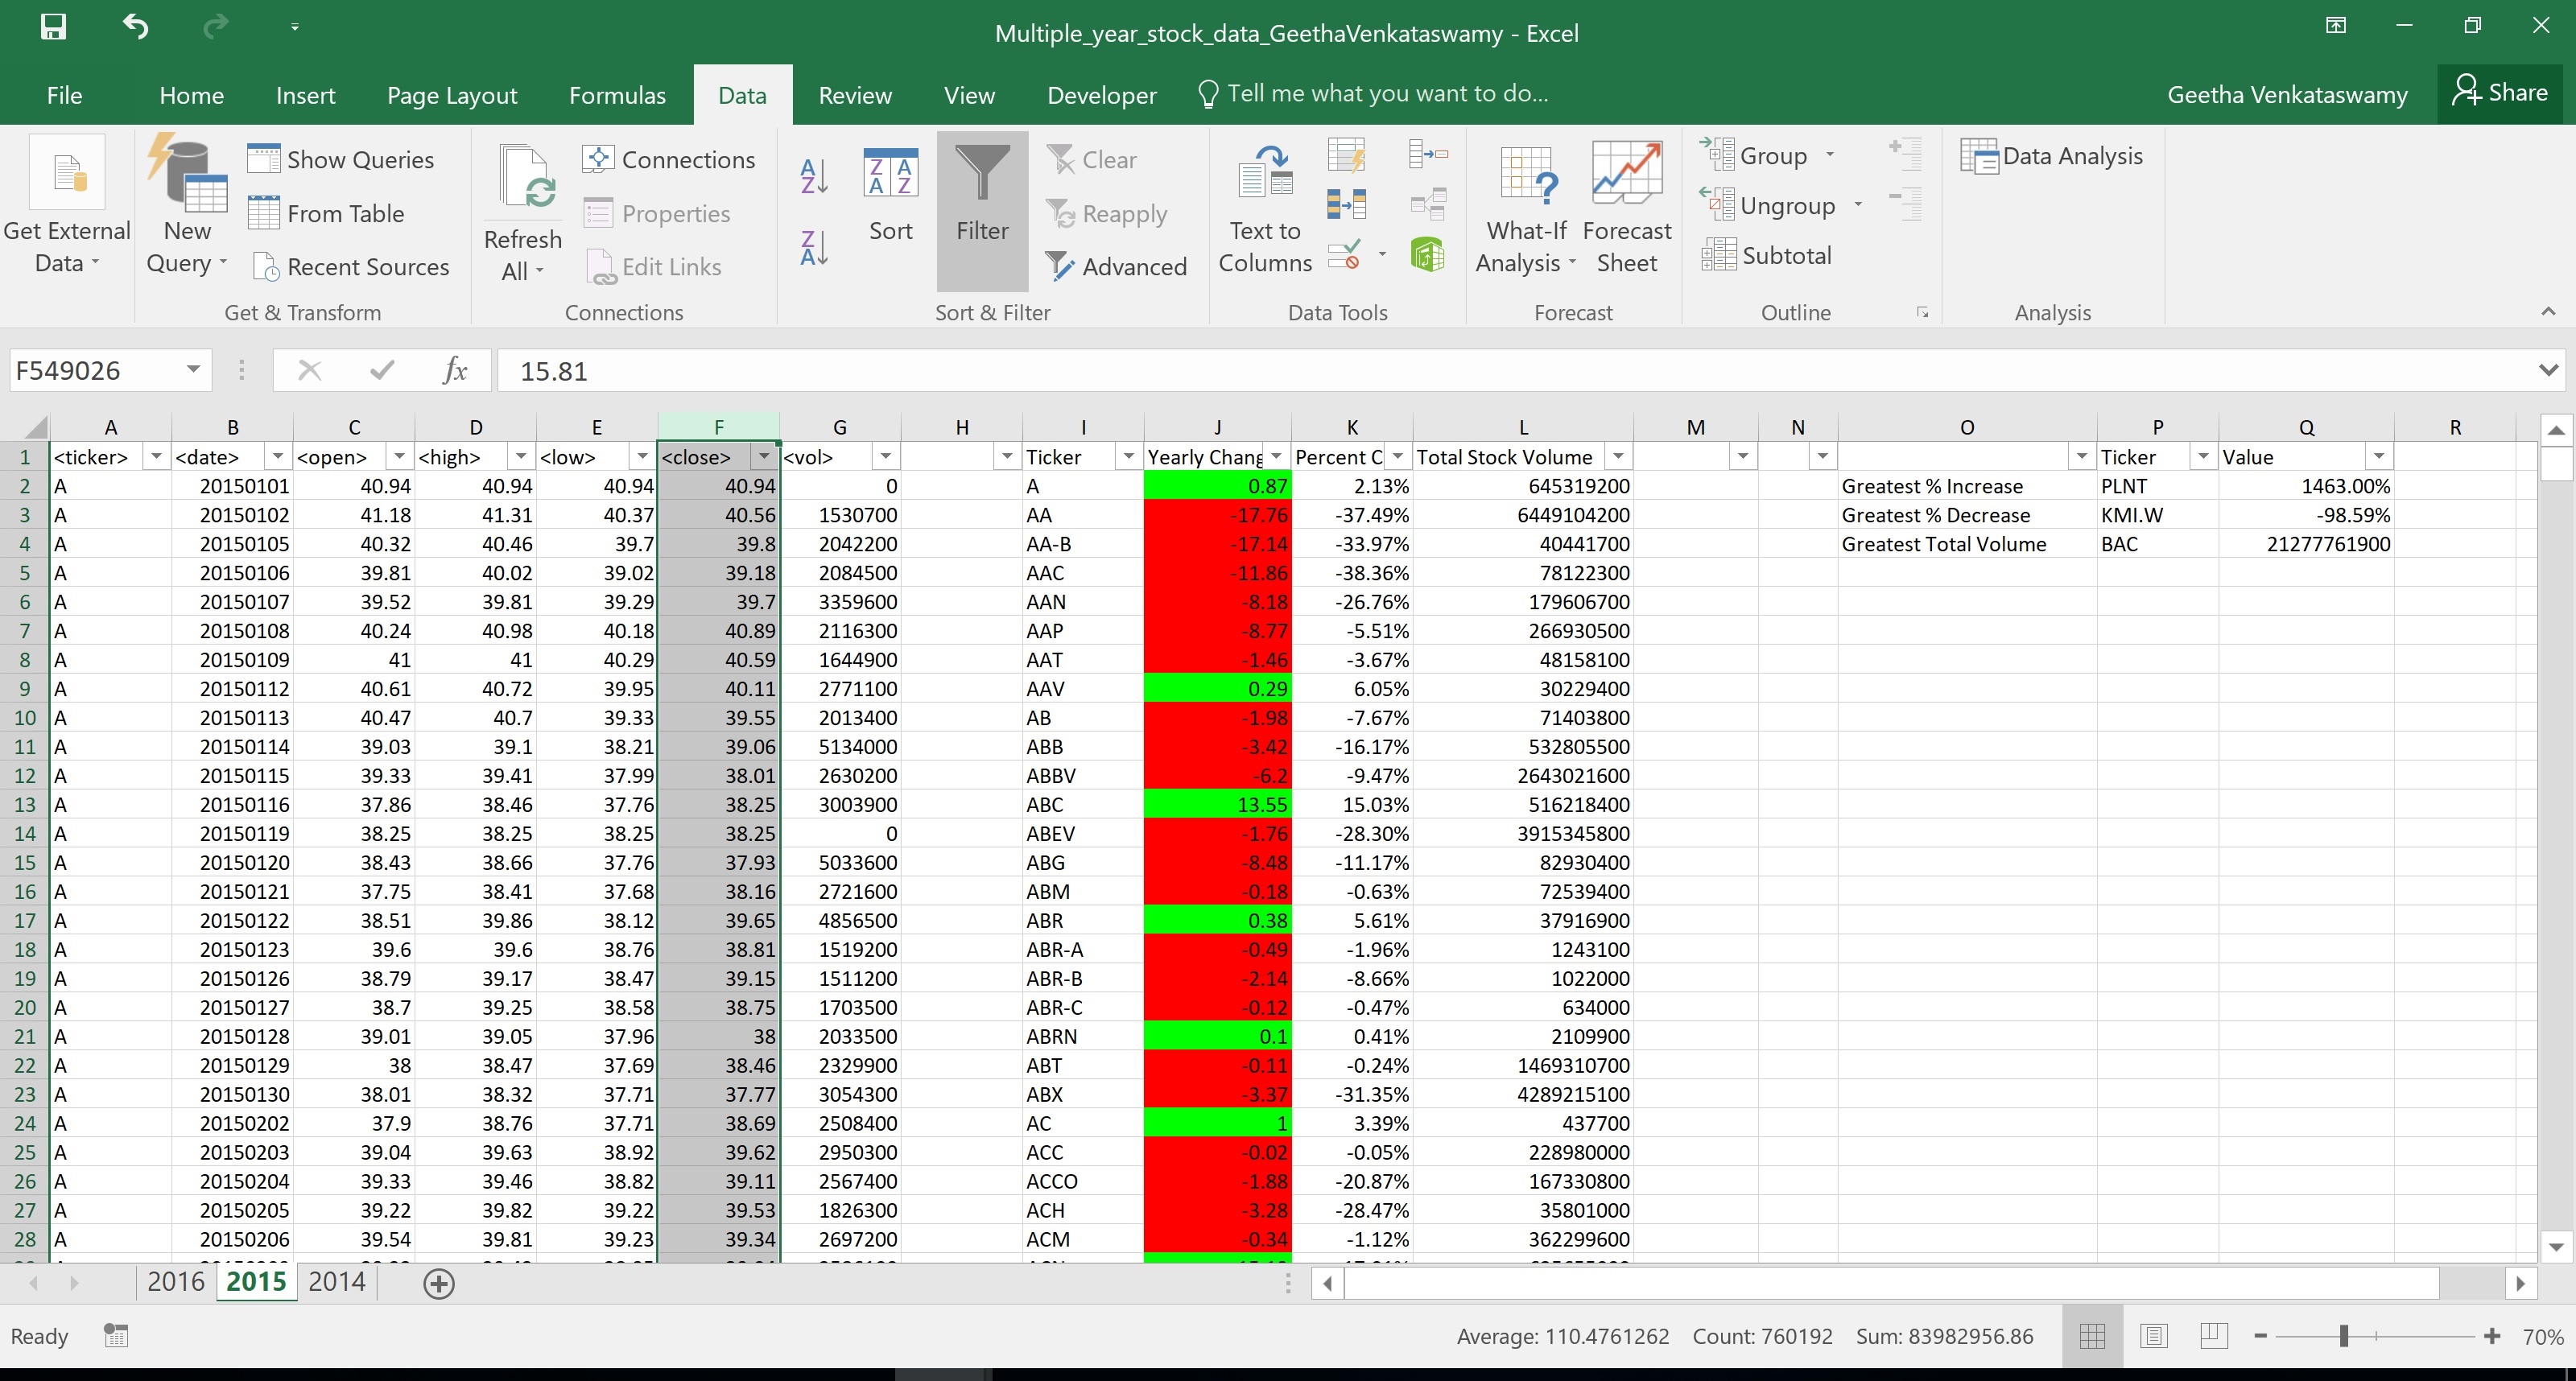 Multiple_year_stock_data_GeethaVenkataswamy - Excel
File Home Insert Page Layout Formulas Data Review View Developer Tell me what you want to do... Geetha Venkataswamy Share
Get External Data
New Query
Show Queries
From Table
Recent Sources
Get & Transform
Refresh All
Connections
Properties
Edit Links
Connections
Sort
Filter
Clear
Reapply
Advanced
Sort & Filter
Text to Columns
Data Tools
What-If Analysis
Forecast Sheet
Forecast
Group
Ungroup
Subtotal
Outline
Data Analysis
Analysis
F549026 fx 15.81
A B C D E F G H I J K L M N O P Q R
1 <ticker> <date> <open> <high> <low> <close> <vol> Ticker Yearly Chang Percent C Total Stock Volume Ticker Value
2 A 20150101 40.94 40.94 40.94 40.94 0 A 0.87 2.13% 645319200 Greatest % Increase PLNT 1463.00%
3 A 20150102 41.18 41.31 40.37 40.56 1530700 AA -17.76 -37.49% 6449104200 Greatest % Decrease KMI.W -98.59%
4 A 20150105 40.32 40.46 39.7 39.8 2042200 AA-B -17.14 -33.97% 40441700 Greatest Total Volume BAC 21277761900
5 A 20150106 39.81 40.02 39.02 39.18 2084500 AAC -11.86 -38.36% 78122300
6 A 20150107 39.52 39.81 39.29 39.7 3359600 AAN -8.18 -26.76% 179606700
7 A 20150108 40.24 40.98 40.18 40.89 2116300 AAP -8.77 -5.51% 266930500
8 A 20150109 41 41 40.29 40.59 1644900 AAT -1.46 -3.67% 48158100
9 A 20150112 40.61 40.72 39.95 40.11 2771100 AAV 0.29 6.05% 30229400
10 A 20150113 40.47 40.7 39.33 39.55 2013400 AB -1.98 -7.67% 71403800
11 A 20150114 39.03 39.1 38.21 39.06 5134000 ABB -3.42 -16.17% 532805500
12 A 20150115 39.33 39.41 37.99 38.01 2630200 ABBV -6.2 -9.47% 2643021600
13 A 20150116 37.86 38.46 37.76 38.25 3003900 ABC 13.55 15.03% 516218400
14 A 20150119 38.25 38.25 38.25 38.25 0 ABEV -1.76 -28.30% 3915345800
15 A 20150120 38.43 38.66 37.76 37.93 5033600 ABG -8.48 -11.17% 82930400
16 A 20150121 37.75 38.41 37.68 38.16 2721600 ABM -0.18 -0.63% 72539400
17 A 20150122 38.51 39.86 38.12 39.65 4856500 ABR 0.38 5.61% 37916900
18 A 20150123 39.6 39.6 38.76 38.81 1519200 ABR-A -0.49 -1.96% 1243100
19 A 20150126 38.79 39.17 38.47 39.15 1511200 ABR-B -2.14 -8.66% 1022000
20 A 20150127 38.7 39.25 38.58 38.75 1703500 ABR-C -0.12 -0.47% 634000
21 A 20150128 39.01 39.05 37.96 38 2033500 ABRN 0.1 0.41% 2109900
22 A 20150129 38 38.47 37.69 38.46 2329900 ABT -0.11 -0.24% 1469310700
23 A 20150130 38.01 38.32 37.71 37.77 3054300 ABX -3.37 -31.35% 4289215100
24 A 20150202 37.9 38.76 37.71 38.69 2508400 AC 1 3.39% 437700
25 A 20150203 39.04 39.63 38.92 39.62 2950300 ACC -0.02 -0.05% 228980000
26 A 20150204 39.33 39.46 38.82 39.11 2567400 ACCO -1.88 -20.87% 167330800
27 A 20150205 39.22 39.82 39.22 39.53 1826300 ACH -3.28 -28.47% 35801000
28 A 20150206 39.54 39.81 39.23 39.34 2697200 ACM -0.34 -1.12% 362299600
2016 2015 2014
Ready Average: 110.4761262 Count: 760192 Sum: 83982956.86 70%